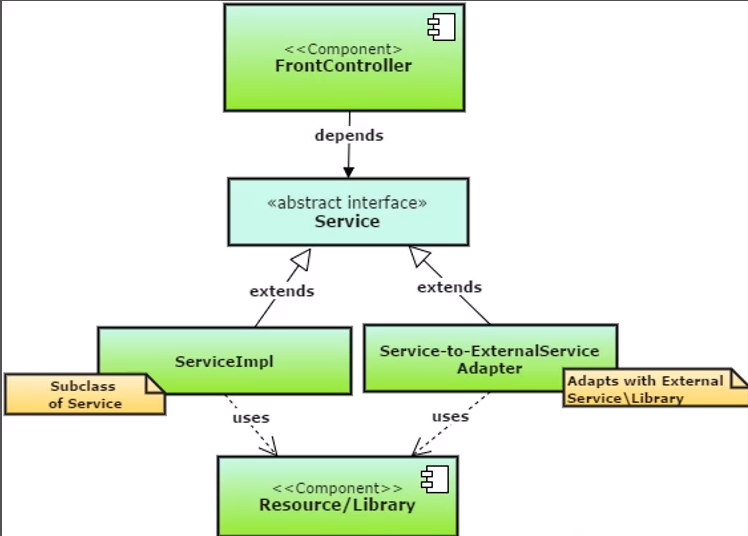 <<Component>
FrontController
depends
«abstract interface»
Service
extends
extends
ServiceImpl
Service-to-ExternalService
Adapter
Subclass
of Service
Adapts with External
Service\Library
uses
uses
<<Component>>
Resource/Library